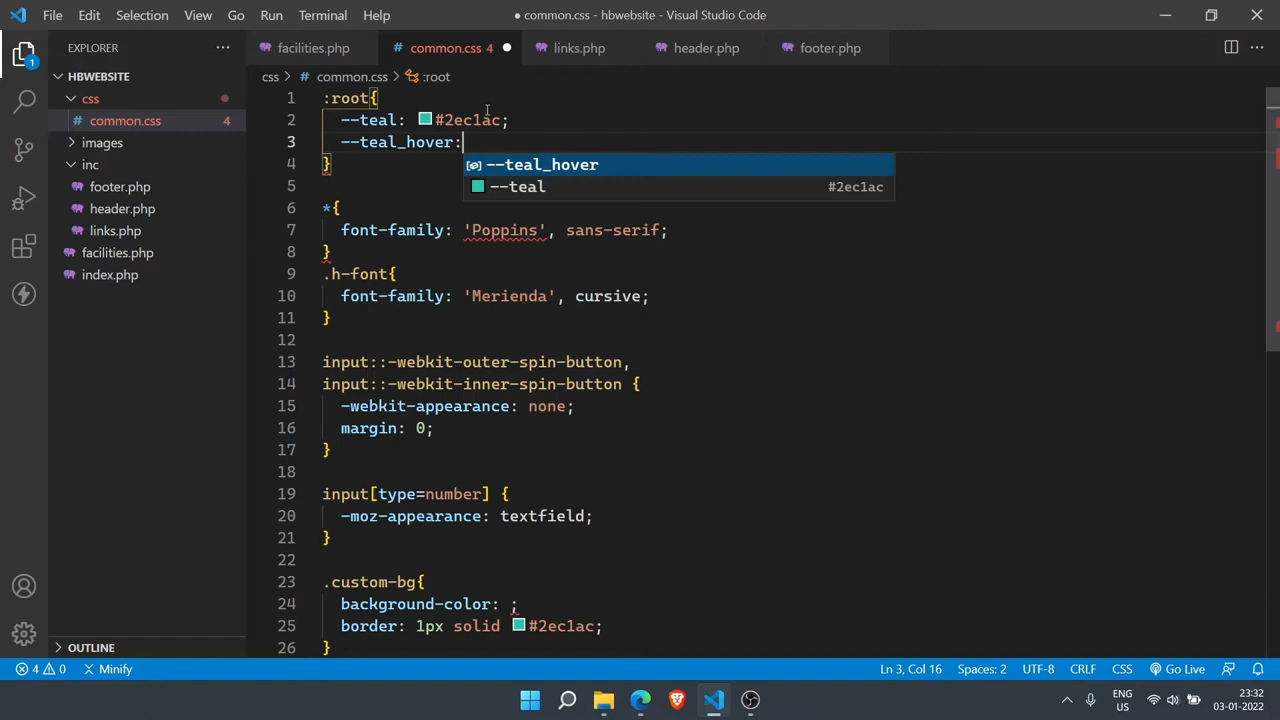 File Edit Selection View Go Run Terminal Help ● common.css - hbwebsite - Visual Studio Code
EXPLORER ···
facilities.php # common.css 4 links.php header.php footer.php
HBWEBSITE
css
# common.css 4
images
inc
footer.php
header.php
links.php
facilities.php
index.php
OUTLINE
1
css > # common.css > :root
1 :root{
2 --teal: #2ec1ac;
3 --teal_hover:
4 }
--teal_hover
--teal #2ec1ac
5
6 *{
7 font-family: 'Poppins', sans-serif;
8 }
9 .h-font{
10 font-family: 'Merienda', cursive;
11 }
12
13 input::-webkit-outer-spin-button,
14 input::-webkit-inner-spin-button {
15 -webkit-appearance: none;
16 margin: 0;
17 }
18
19 input[type=number] {
20 -moz-appearance: textfield;
21 }
22
23 .custom-bg{
24 background-color: ;
25 border: 1px solid #2ec1ac;
26 }
4 0 Minify Ln 3, Col 16 Spaces: 2 UTF-8 CRLF CSS Go Live
ENG
US
23:32
03-01-2022